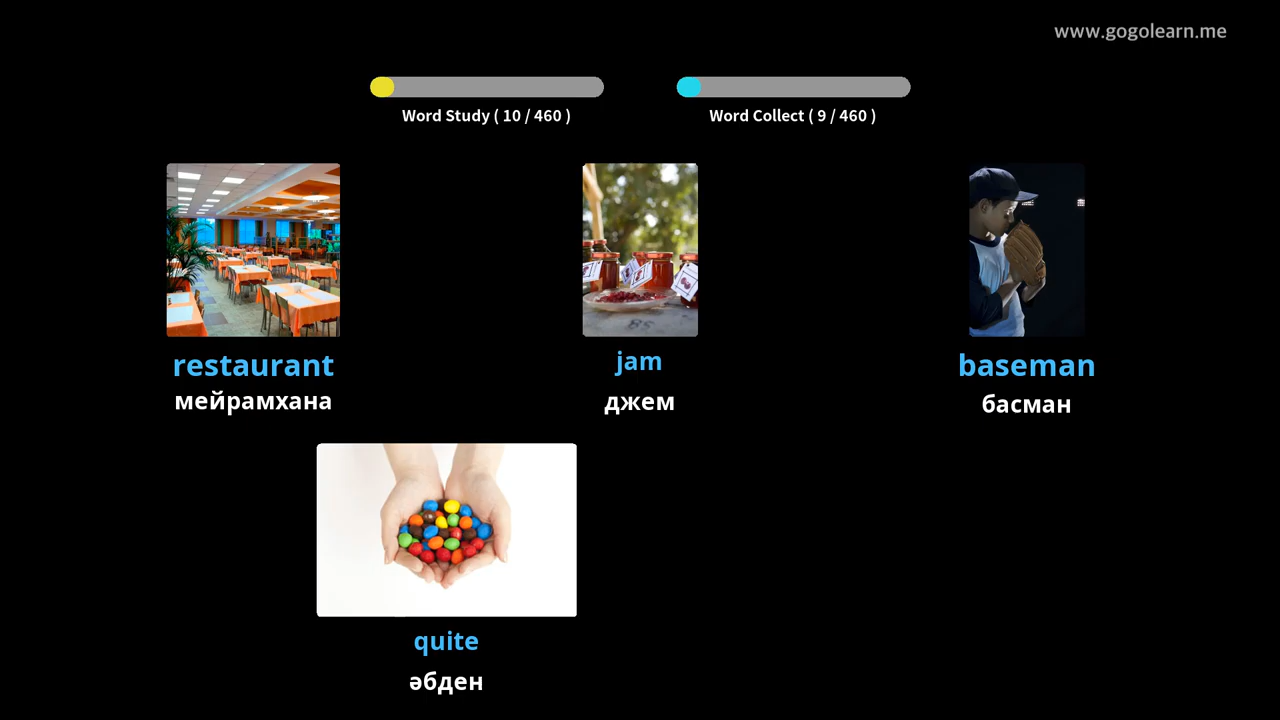 www.gogolearn.me
Word Study ( 10 / 460 )
Word Collect ( 9 / 460 )
restaurant
мейрамхана
jam
джем
baseman
басман
quite
әбден